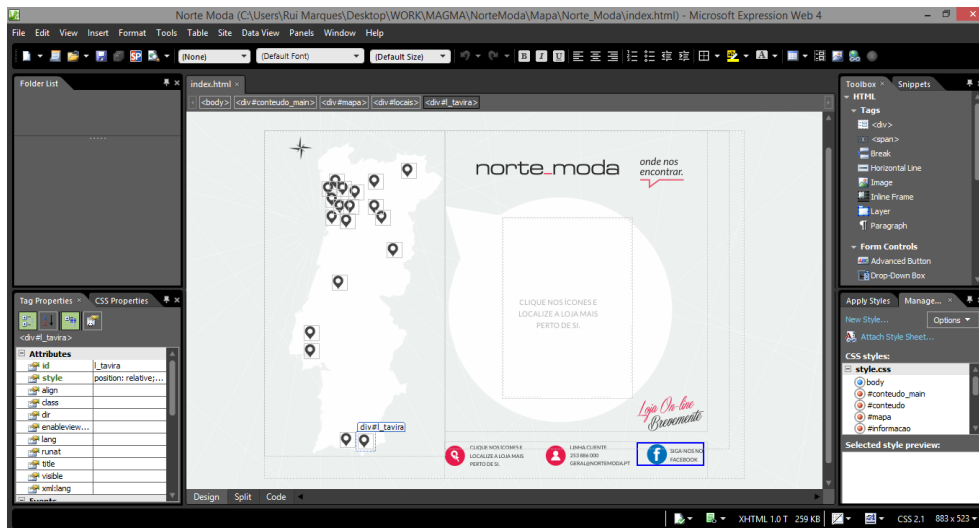 Norte Moda (C:\Users\Rui Marques\Desktop\WORK\MAGMA\NorteModa\Mapa\Norte_Moda\index.html) - Microsoft Expression Web 4
File Edit View Insert Format Tools Table Site Data View Panels Window Help
(None) (Default Font) (Default Size) B I U A
Folder List
index.html
<body> <div#conteudo_main> <div#mapa> <div#locais> <div#l_tavira>
norte_moda
onde nos
encontrar.
CLIQUE NOS ÍCONES E
LOCALIZE A LOJA MAIS
PERTO DE SI.
Loja On-line
Brevemente
div#l_tavira
CLIQUE NOS ICONES E
LOCALIZE A LOJA MAIS
PERTO DE SI.
LINHA CLIENTE
253 886 000
GERAL@NORTEMODA.PT
SIGA-NOS NO
FACEBOOK
Design Split Code
Tag Properties CSS Properties
<div#l_tavira>
Attributes
id l_tavira
style position: relative;...
align
class
dir
enableview...
lang
runat
title
visible
xml:lang
Events
Toolbox Snippets
HTML
Tags
<div>
<span>
Break
Horizontal Line
Image
Inline Frame
Layer
Paragraph
Form Controls
Advanced Button
Drop-Down Box
Apply Styles Manage...
New Style... Options
Attach Style Sheet...
CSS styles:
style.css
body
#conteudo_main
#conteudo
#mapa
#informacao
Selected style preview:
XHTML 1.0 T 259 KB CSS 2.1 883 x 523